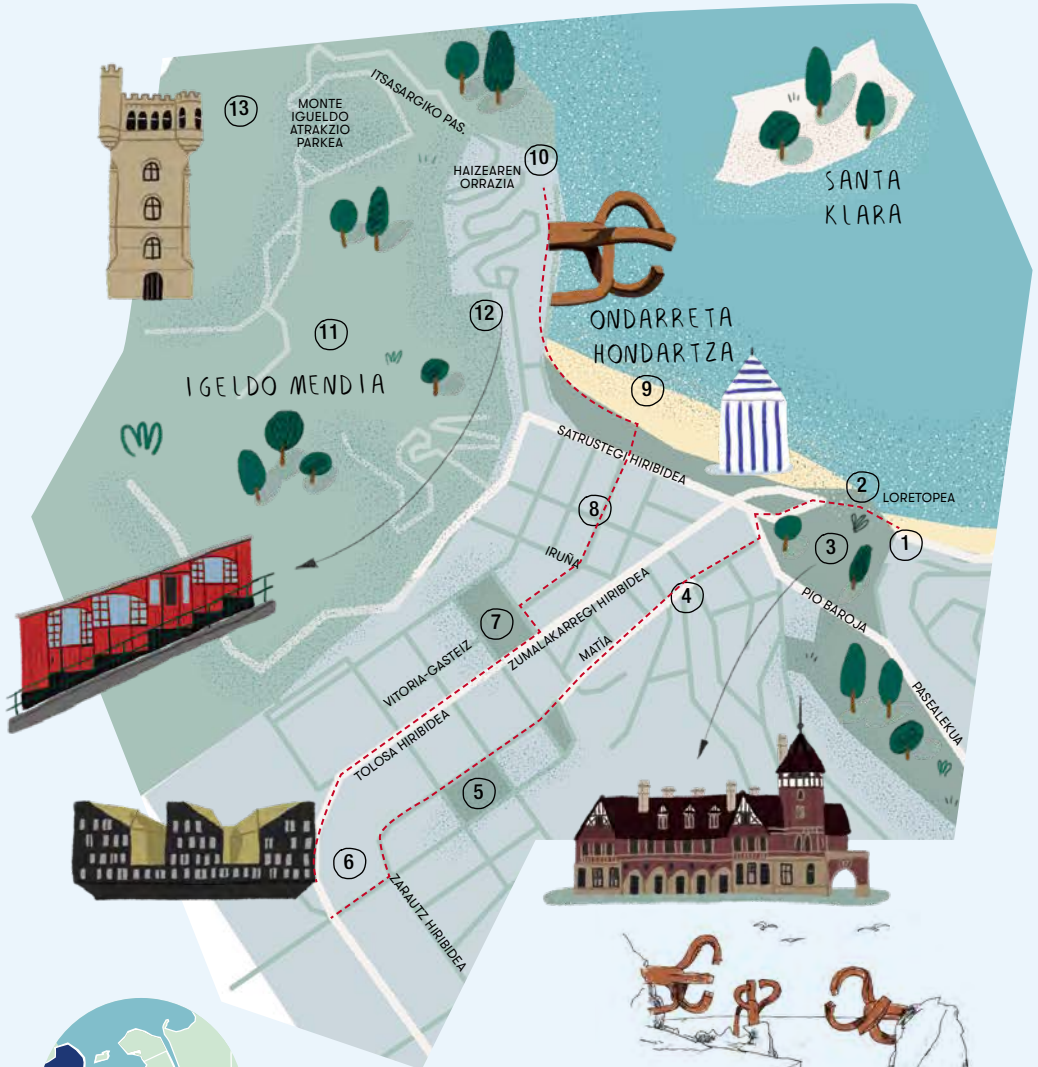 13
MONTE
IGUELDO
ATRAKZIO
PARKEA
ITSASARGIKO PAS.
10
HAIZEAREN
ORRAZIA
SANTA
KLARA
12
11
ONDARRETA
HONDARTZA
IGELDO MENDIA
9
SATRUSTEGI HIRIBIDEA
2
LORETOPEA
8
1
3
IRUÑA
4
7
ZUMALAKARREGI HIRIBIDEA
MATÍA
PIO BAROJA
PASEALEKUA
VITORIA-GASTEIZ
TOLOSA HIRIBIDEA
5
6
ZARAUTZ HIRIBIDEA